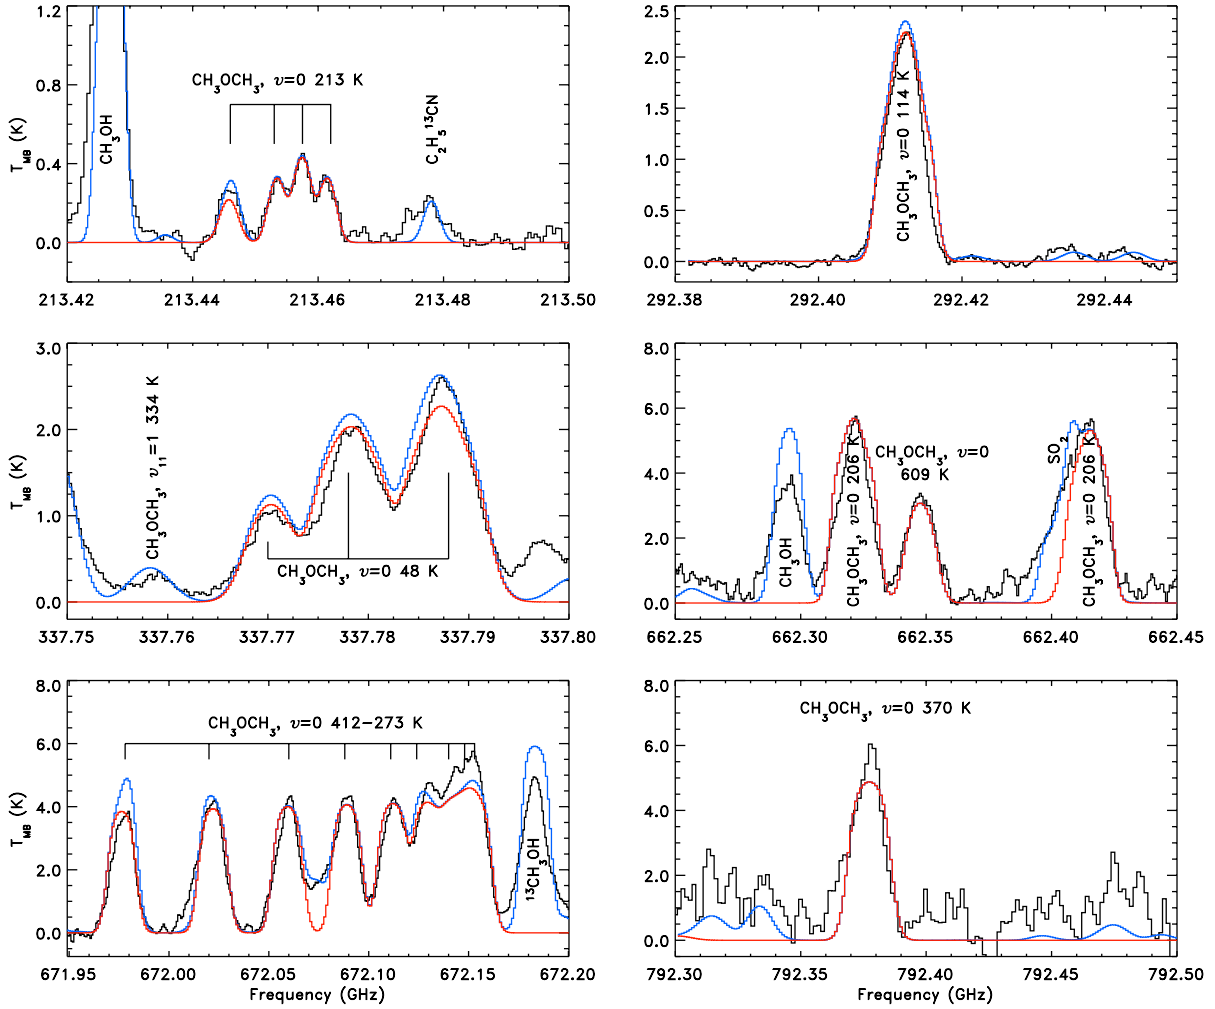 1.2
0.8
0.4
0.0
T_MB (K)
CH₃OH
CH₃OCH₃, υ=0 213 K
C₂H₅¹³CN
213.42 213.44 213.46 213.48 213.50
2.5
2.0
1.5
1.0
0.5
0.0
CH₃OCH₃, υ=0 114 K
292.38 292.40 292.42 292.44
3.0
2.0
1.0
0.0
T_MB (K)
CH₃OCH₃, υ₁₁=1 334 K
CH₃OCH₃, υ=0 48 K
337.75 337.76 337.77 337.78 337.79 337.80
8.0
6.0
4.0
2.0
0.0
CH₃OH
CH₃OCH₃, υ=0 206 K
CH₃OCH₃, υ=0
609 K
SO₂
CH₃OCH₃, υ=0 206 K
662.25 662.30 662.35 662.40 662.45
8.0
6.0
4.0
2.0
0.0
T_MB (K)
CH₃OCH₃, υ=0 412–273 K
¹³CH₃OH
671.95 672.00 672.05 672.10 672.15 672.20
Frequency (GHz)
8.0
6.0
4.0
2.0
0.0
CH₃OCH₃, υ=0 370 K
792.30 792.35 792.40 792.45 792.50
Frequency (GHz)